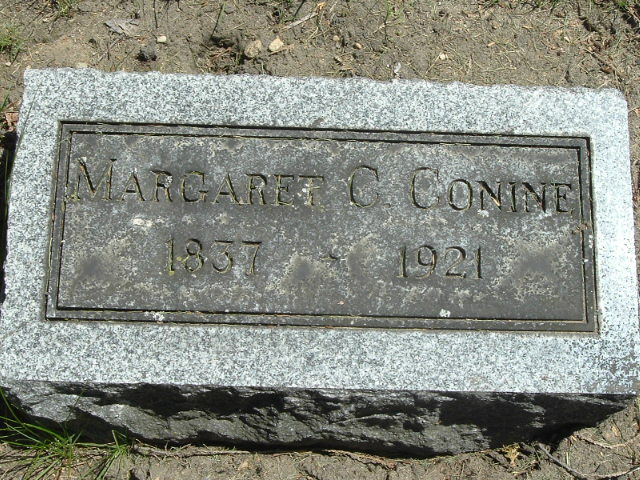 MARGARET C. CONINE
1837 - 1921